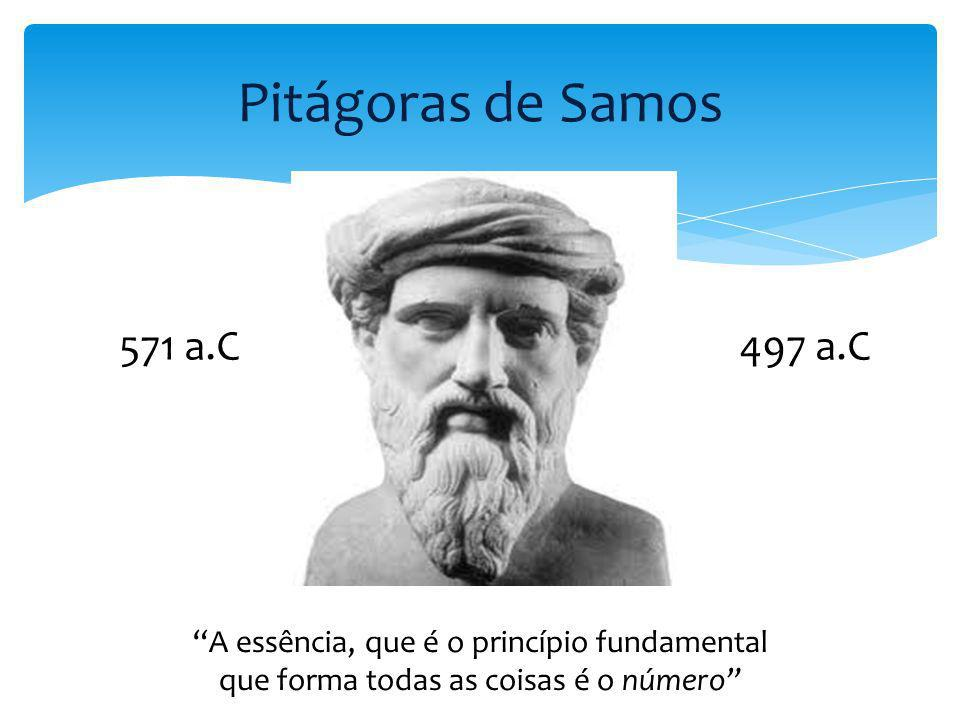 Pitágoras de Samos
571 a.C
497 a.C
“A essência, que é o princípio fundamental
que forma todas as coisas é o número”